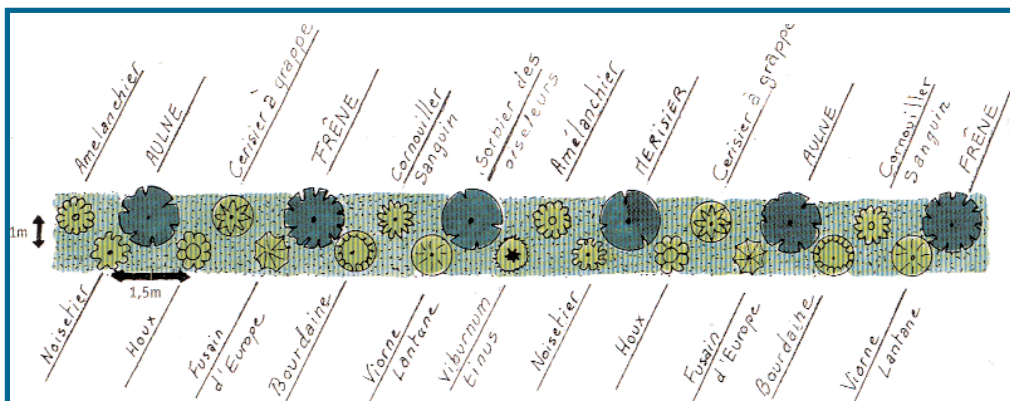 Amelanchier
AULNE
Cerisier à grappe
FRÊNE
Cornouiller
Sanguin
Sorbier des
oiseleurs
Amélanchier
MERISIER
Cerisier à grappe
AULNE
Cornouiller
Sanguin
FRÊNE
1m
1,5m
Noisetier
Houx
Fusain
d'Europe
Bourdaine
Viorne
Lantane
Viburnum
tinus
Noisetier
Houx
Fusain
d'Europe
Bourdaine
Viorne
Lantane